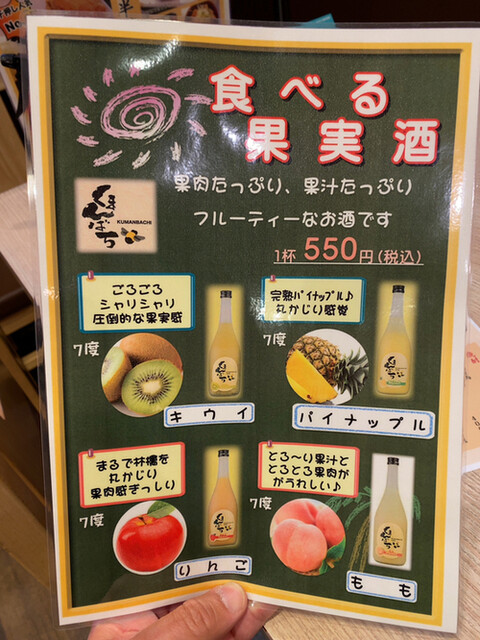 食べる
果実酒
果肉たっぷり、果汁たっぷり
フルーティーなお酒です
1杯 550円(税込)
くまんばち
KUMANBACHI
ごろごろ
シャリシャリ
圧倒的な果実感
7度
キウイ
完熟パイナップル♪
丸かじり感覚
7度
パイナップル
まるで林檎を
丸かじり
果肉感ぎっしり
7度
りんご
とろ〜り果汁と
とろとろ果肉が
がうれしい♪
7度
もも